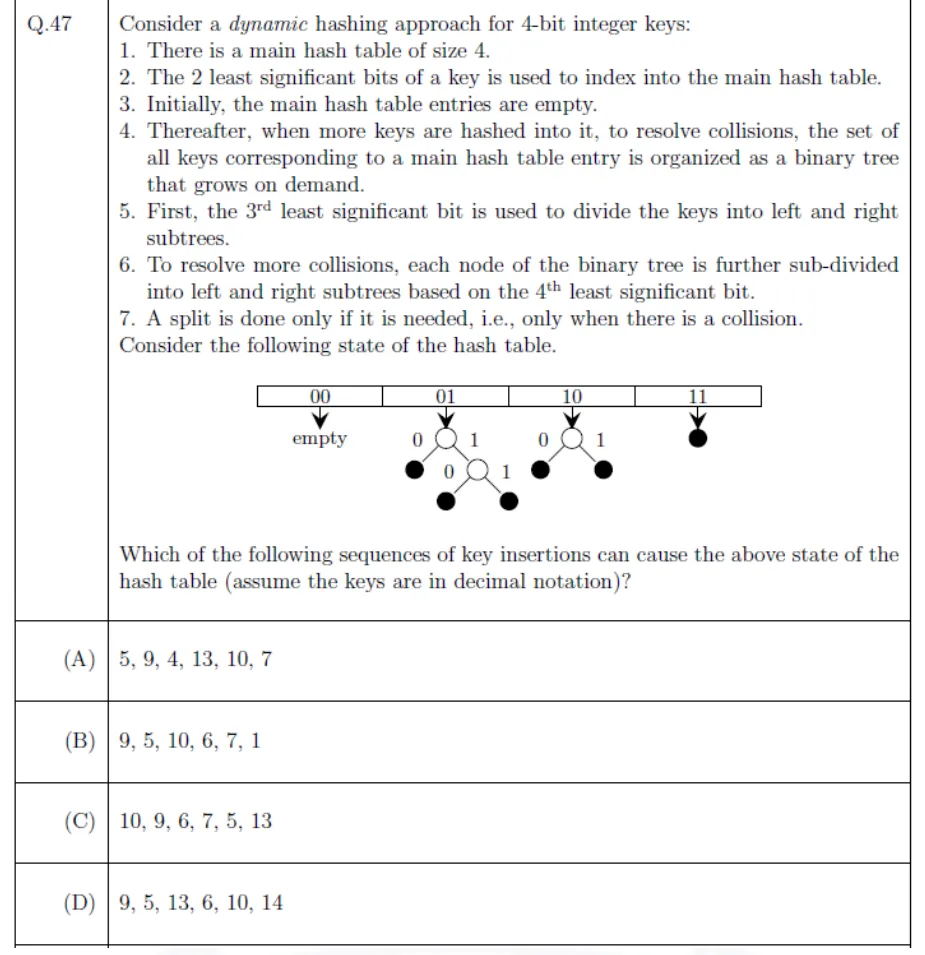 Q.47 Consider a dynamic hashing approach for 4-bit integer keys:
1. There is a main hash table of size 4.
2. The 2 least significant bits of a key is used to index into the main hash table.
3. Initially, the main hash table entries are empty.
4. Thereafter, when more keys are hashed into it, to resolve collisions, the set of
all keys corresponding to a main hash table entry is organized as a binary tree
that grows on demand.
5. First, the 3rd least significant bit is used to divide the keys into left and right
subtrees.
6. To resolve more collisions, each node of the binary tree is further sub-divided
into left and right subtrees based on the 4th least significant bit.
7. A split is done only if it is needed, i.e., only when there is a collision.
Consider the following state of the hash table.
00 01 10 11
empty 0 1 0 1
0 1
Which of the following sequences of key insertions can cause the above state of the
hash table (assume the keys are in decimal notation)?
(A) 5, 9, 4, 13, 10, 7
(B) 9, 5, 10, 6, 7, 1
(C) 10, 9, 6, 7, 5, 13
(D) 9, 5, 13, 6, 10, 14